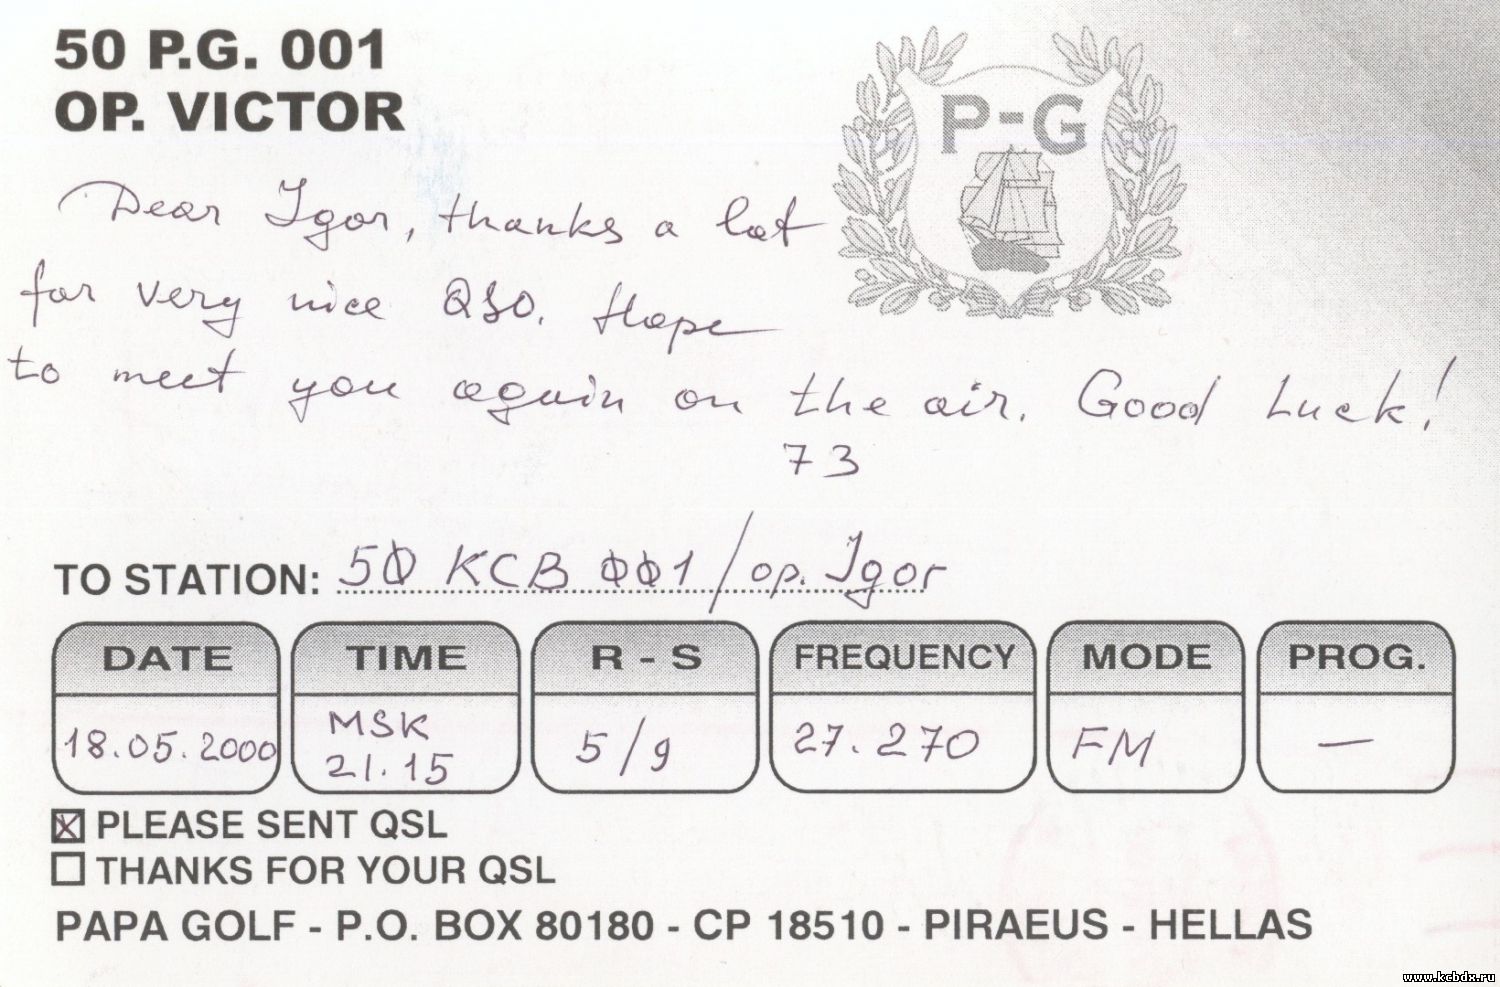 50 P.G. 001
OP. VICTOR
P-G
Dear Igor, thanks a lot
for very nice QSO. Hope
to meet you again on the air. Good Luck!
73
TO STATION: 50 KCB 001/op. Igor
DATE TIME R - S FREQUENCY MODE PROG.
18.05.2000 MSK 21.15 5/9 27.270 FM —
PLEASE SENT QSL
THANKS FOR YOUR QSL
PAPA GOLF - P.O. BOX 80180 - CP 18510 - PIRAEUS - HELLAS
www.kcbdx.ru